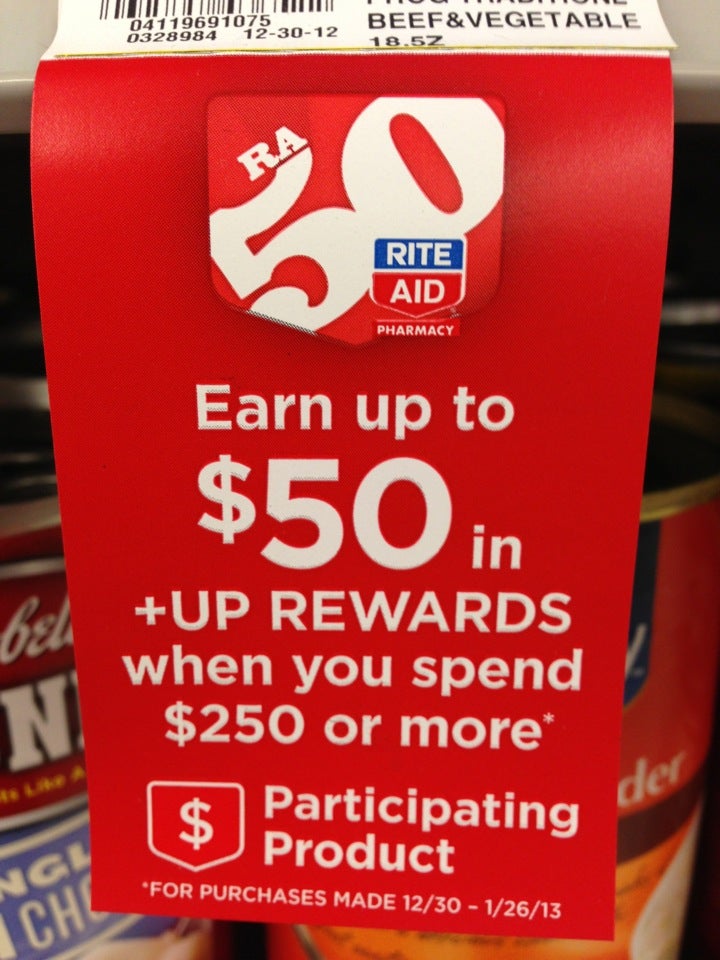 04119691075
0328984 12-30-12
BEEF&VEGETABLE
18.5Z
RA
50
RITE
AID
PHARMACY
Earn up to
$50 in
+UP REWARDS
when you spend
$250 or more*
$ Participating
Product
*FOR PURCHASES MADE 12/30 - 1/26/13